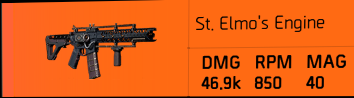 St. Elmo's Engine
DMG RPM MAG
46.9k 850 40